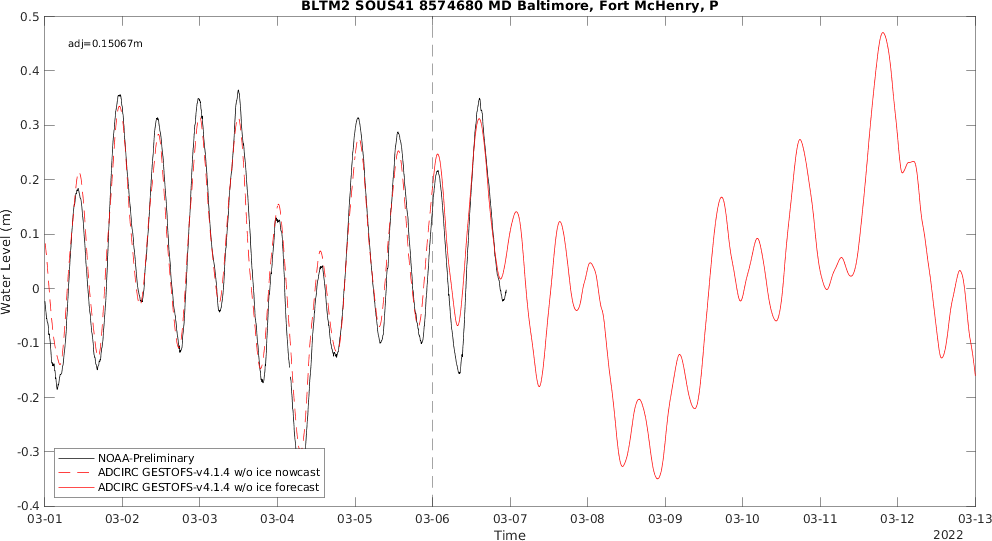 BLTM2 SOUS41 8574680 MD Baltimore, Fort McHenry, P
adj=0.15067m
Water Level (m)
0.5
0.4
0.3
0.2
0.1
0
-0.1
-0.2
-0.3
-0.4
NOAA-Preliminary
ADCIRC GESTOFS-v4.1.4 w/o ice nowcast
ADCIRC GESTOFS-v4.1.4 w/o ice forecast
03-01 03-02 03-03 03-04 03-05 03-06 03-07 03-08 03-09 03-10 03-11 03-12 03-13
Time
2022